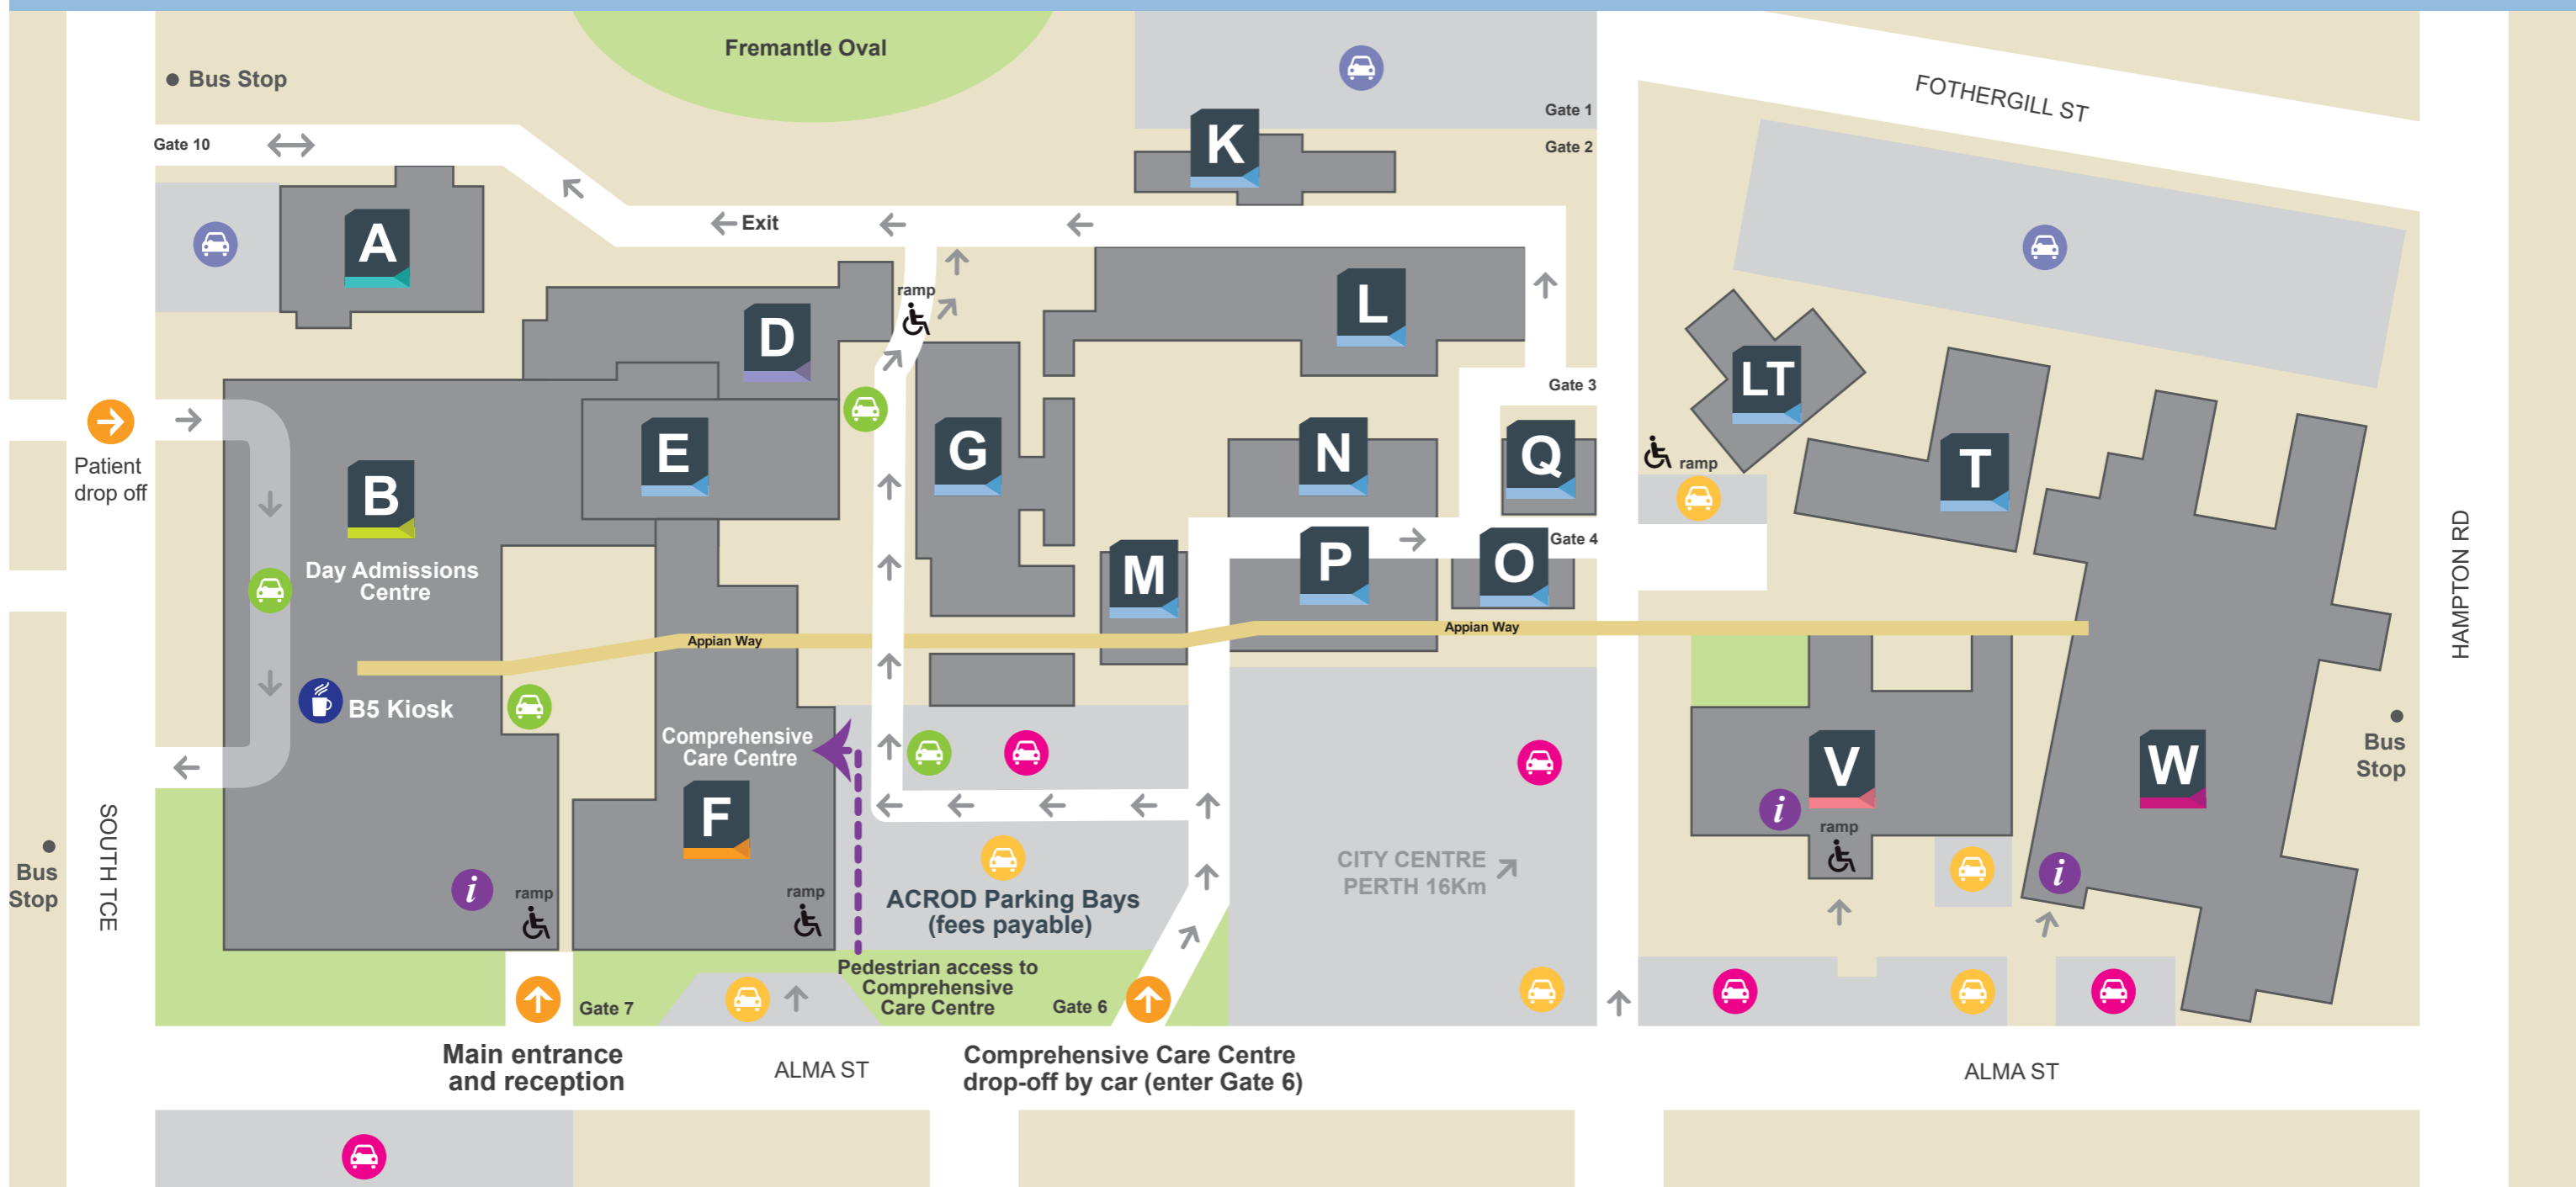 Fremantle Oval
Bus Stop
Gate 1
FOTHERGILL ST
Gate 10
K
Gate 2
A
Exit
ramp
L
D
LT
Gate 3
Patient
drop off
B
E
G
N
Q
ramp
T
Day Admissions
Centre
M
P
O
Gate 4
HAMPTON RD
Appian Way
Appian Way
B5 Kiosk
Comprehensive
Care Centre
F
V
W
Bus
Stop
i
ramp
SOUTH TCE
Bus
Stop
i
ramp
ramp
ACROD Parking Bays
(fees payable)
CITY CENTRE
PERTH 16Km
i
Pedestrian access to
Comprehensive
Care Centre
Gate 7
Gate 6
Main entrance
and reception
ALMA ST
Comprehensive Care Centre
drop-off by car (enter Gate 6)
ALMA ST